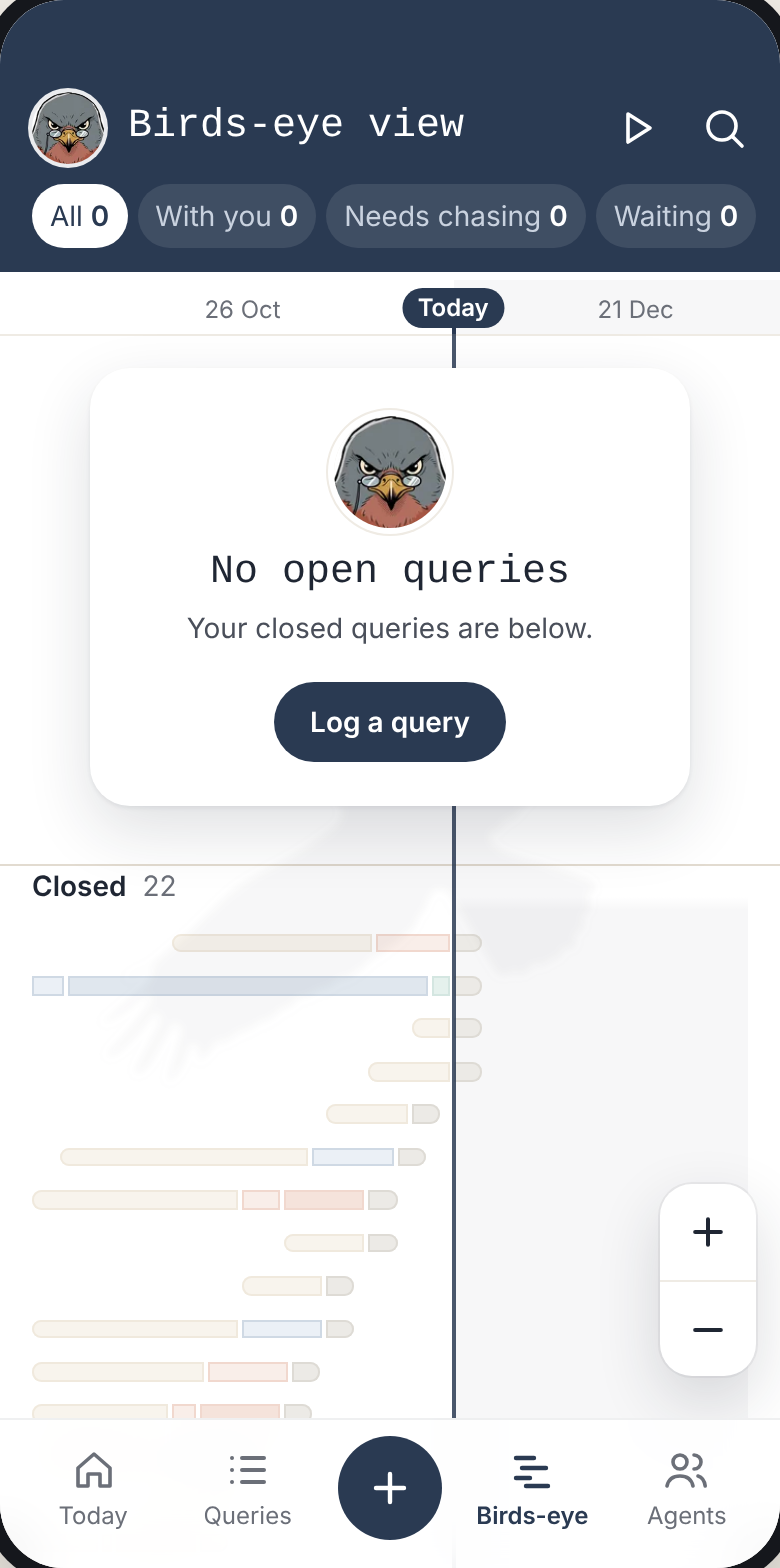 Birds-eye view
All 0 With you 0 Needs chasing 0 Waiting 0
26 Oct Today 21 Dec
No open queries
Your closed queries are below.
Log a query
Closed 22
Today Queries Birds-eye Agents